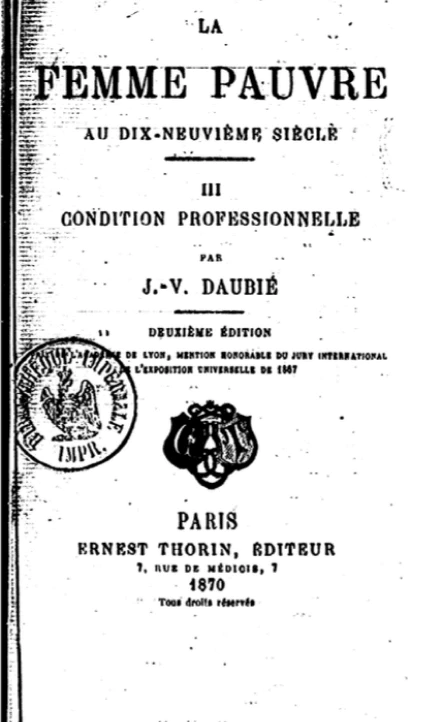 LA
FEMME PAUVRE
AU DIX-NEUVIÈME SIÈCLE
III
CONDITION PROFESSIONNELLE
PAR
J.-V. DAUBIÉ
DEUXIÈME ÉDITION
DE LYON, MENTION HONORABLE DU JURY INTERNATIONAL
L'EXPOSITION UNIVERSELLE DE 1867
BIBLIOTHÈQUE IMPÉRIALE
IMPR.
PARIS
ERNEST THORIN, ÉDITEUR
7, RUE DE MÉDICIS, 7
1870
Tous droits réservés